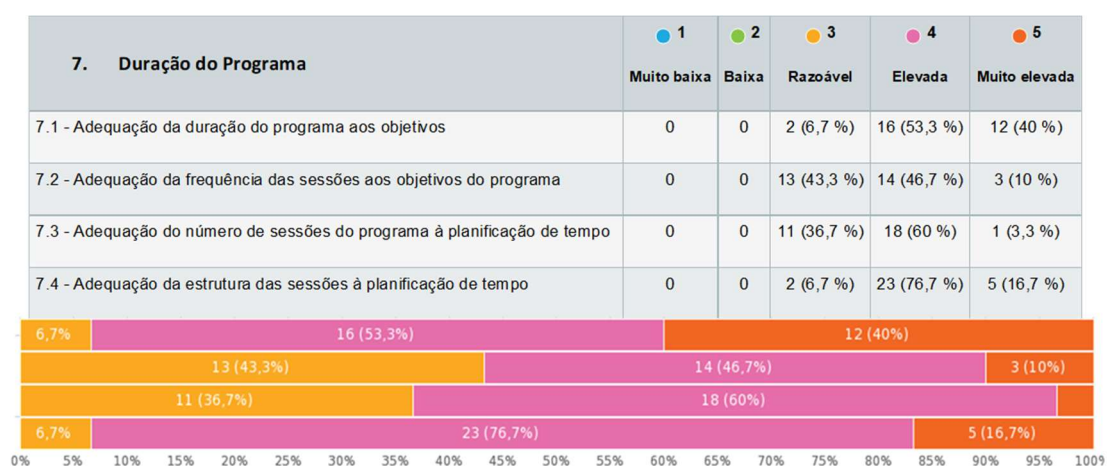 7. Duração do Programa
1
Muito baixa
2
Baixa
3
Razoável
4
Elevada
5
Muito elevada
7.1 - Adequação da duração do programa aos objetivos 0 0 2 (6,7 %) 16 (53,3 %) 12 (40 %)
7.2 - Adequação da frequência das sessões aos objetivos do programa 0 0 13 (43,3 %) 14 (46,7 %) 3 (10 %)
7.3 - Adequação do número de sessões do programa à planificação de tempo 0 0 11 (36,7 %) 18 (60 %) 1 (3,3 %)
7.4 - Adequação da estrutura das sessões à planificação de tempo 0 0 2 (6,7 %) 23 (76,7 %) 5 (16,7 %)
6,7% 16 (53,3%) 12 (40%)
13 (43,3%) 14 (46,7%) 3 (10%)
11 (36,7%) 18 (60%)
6,7% 23 (76,7%) 5 (16,7%)
0% 5% 10% 15% 20% 25% 30% 35% 40% 45% 50% 55% 60% 65% 70% 75% 80% 85% 90% 95% 100%